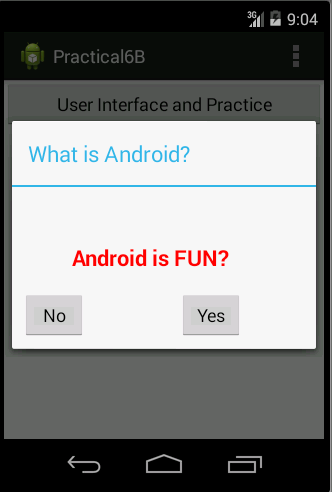 3G 9:04
Practical6B
User Interface and Practice
What is Android?
Android is FUN?
No Yes